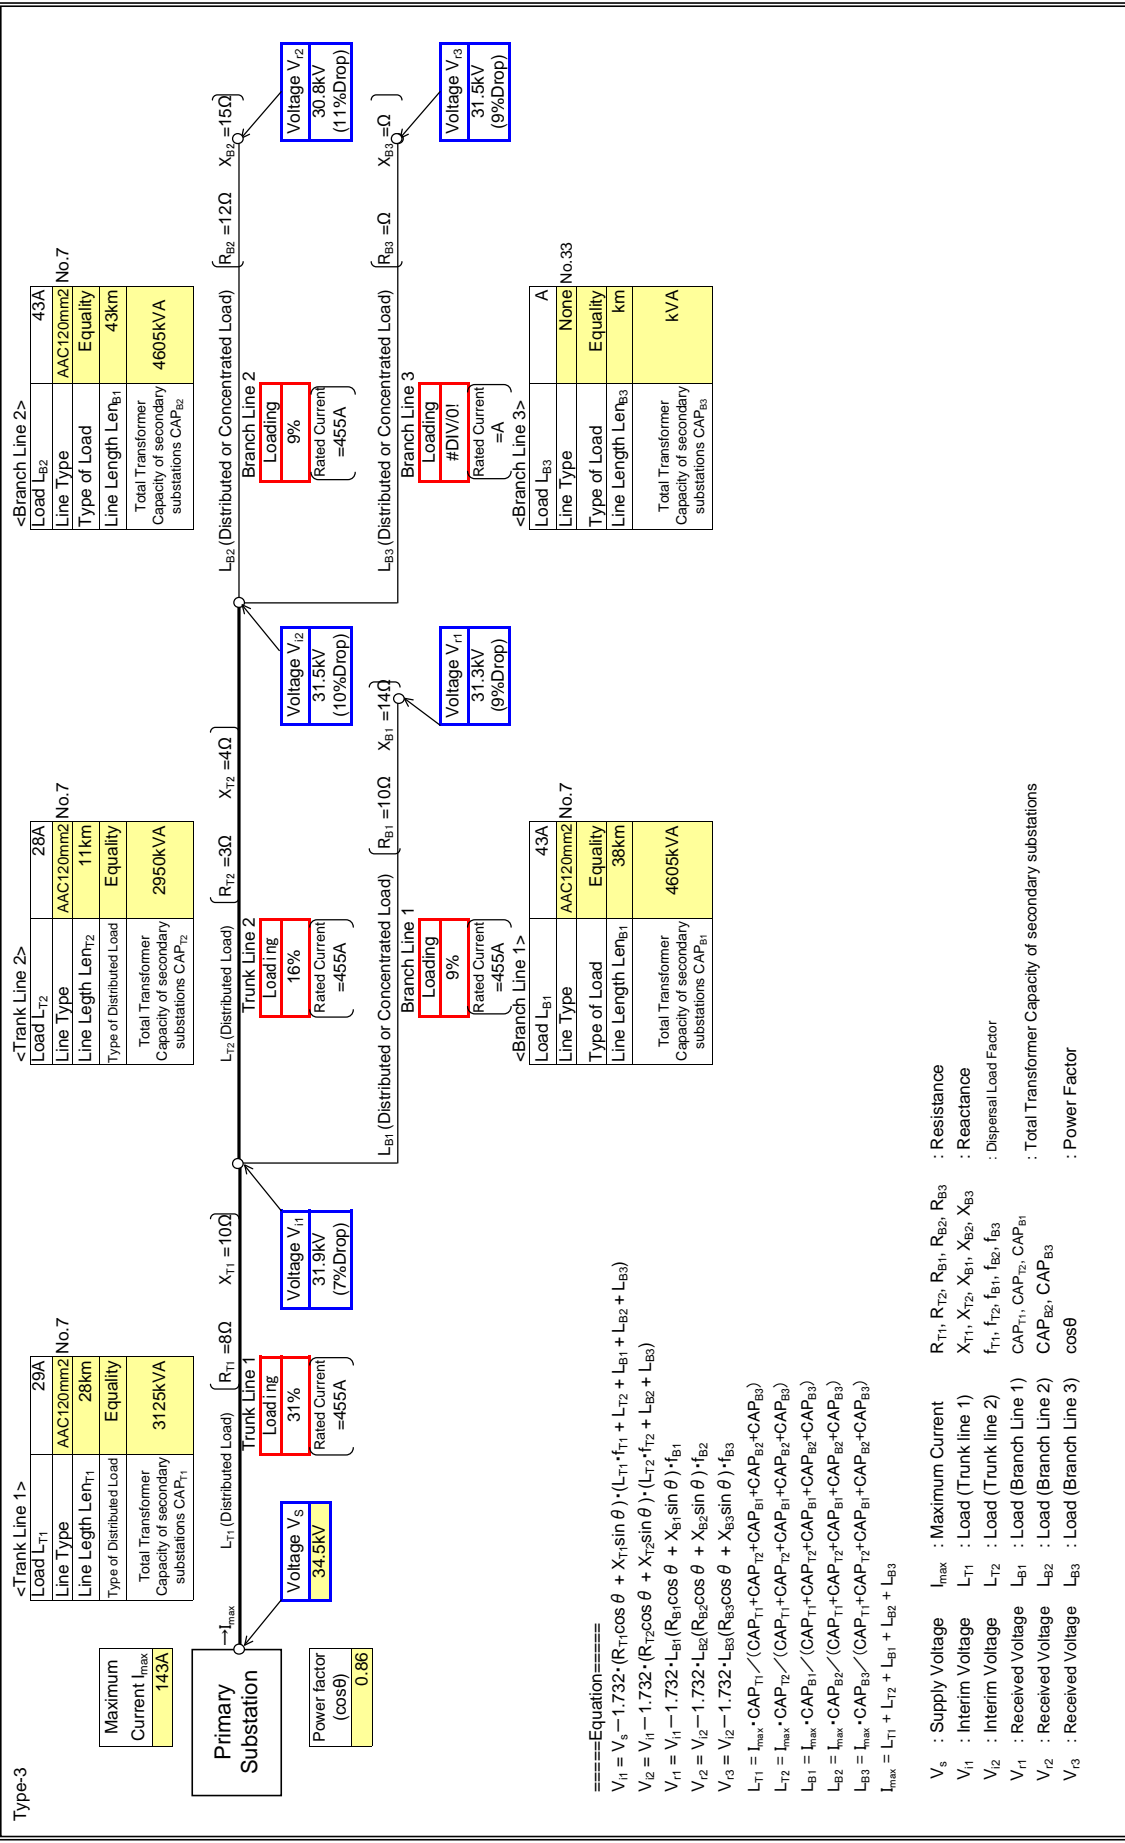 Type-3
<Trank Line 1>
Load LT1 29A
Line Type AAC120mm2 No.7
Line Legth LenT1 28km
Type of Distributed Load Equality
Total Transformer
Capacity of secondary
substations CAPT1
3125kVA
<Trank Line 2>
Load LT2 28A
Line Type AAC120mm2 No.7
Line Legth LenT2 11km
Type of Distributed Load Equality
Total Transformer
Capacity of secondary
substations CAPT2
2950kVA
<Branch Line 2>
Load LB2 43A
Line Type AAC120mm2 No.7
Type of Load Equality
Line Length LenB1 43km
Total Transformer
Capacity of secondary
substations CAPB2
4605kVA
Maximum
Current Imax
143A
Primary
Substation
Power factor
(cosθ)
0.86
→Imax
Voltage VS
34.5kV
LT1 (Distributed Load)
RT1 =8Ω XT1 =10Ω
Trunk Line 1
Loading
31%
Rated Current
=455A
Voltage Vi1
31.9kV
(7%Drop)
LT2 (Distributed Load)
RT2 =3Ω XT2 =4Ω
Trunk Line 2
Loading
16%
Rated Current
=455A
Voltage Vi2
31.5kV
(10%Drop)
LB2 (Distributed or Concentrated Load)
RB2 =12Ω XB2 =15Ω
Branch Line 2
Loading
9%
Rated Current
=455A
Voltage Vr2
30.8kV
(11%Drop)
LB1 (Distributed or Concentrated Load)
RB1 =10Ω XB1 =14Ω
Branch Line 1
Loading
9%
Rated Current
=455A
Voltage Vr1
31.3kV
(9%Drop)
LB3 (Distributed or Concentrated Load)
RB3 =Ω XB3 =Ω
Branch Line 3
Loading
#DIV/0!
Rated Current
=A
Voltage Vr3
31.5kV
(9%Drop)
<Branch Line 1>
Load LB1 43A
Line Type AAC120mm2 No.7
Type of Load Equality
Line Length LenB1 38km
Total Transformer
Capacity of secondary
substations CAPB1
4605kVA
<Branch Line 3>
Load LB3 A
Line Type None No.33
Type of Load Equality
Line Length LenB3 km
Total Transformer
Capacity of secondary
substations CAPB3
kVA
=====Equation=====
Vi1 = Vs－1.732･(RT1cos θ + XT1sin θ)･(LT1･fT1 + LT2 + LB1 + LB2 + LB3)
Vi2 = Vi1－1.732･(RT2cos θ + XT2sin θ)･(LT2･fT2 + LB2 + LB3)
Vr1 = Vi1－1.732･LB1(RB1cos θ + XB1sin θ)･fB1
Vr2 = Vi2－1.732･LB2(RB2cos θ + XB2sin θ)･fB2
Vr3 = Vi2－1.732･LB3(RB3cos θ + XB3sin θ)･fB3
LT1 = Imax･CAPT1／(CAPT1+CAPT2+CAPB1+CAPB2+CAPB3)
LT2 = Imax･CAPT2／(CAPT1+CAPT2+CAPB1+CAPB2+CAPB3)
LB1 = Imax･CAPB1／(CAPT1+CAPT2+CAPB1+CAPB2+CAPB3)
LB2 = Imax･CAPB2／(CAPT1+CAPT2+CAPB1+CAPB2+CAPB3)
LB3 = Imax･CAPB3／(CAPT1+CAPT2+CAPB1+CAPB2+CAPB3)
Imax = LT1 + LT2 + LB1 + LB2 + LB3
Vs : Supply Voltage Imax : Maximum Current RT1, RT2, RB1, RB2, RB3 : Resistance
Vi1 : Interim Voltage LT1 : Load (Trunk line 1) XT1, XT2, XB1, XB2, XB3 : Reactance
Vi2 : Interim Voltage LT2 : Load (Trunk line 2) fT1, fT2, fB1, fB2, fB3 : Dispersal Load Factor
Vr1 : Received Voltage LB1 : Load (Branch Line 1) CAPT1, CAPT2, CAPB1 : Total Transformer Capacity of secondary substations
Vr2 : Received Voltage LB2 : Load (Branch Line 2) CAPB2, CAPB3
Vr3 : Received Voltage LB3 : Load (Branch Line 3) cosθ : Power Factor